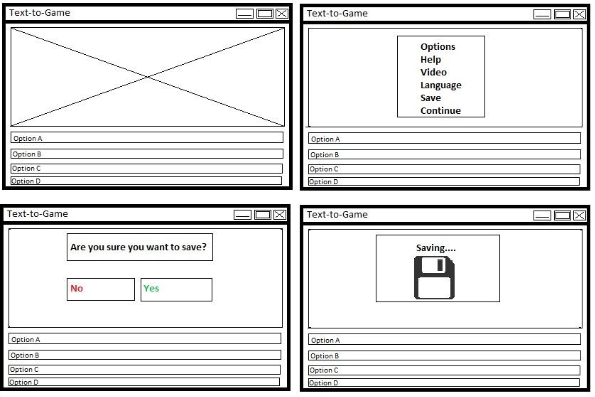 Text-to-Game
Option A
Option B
Option C
Option D
Text-to-Game
Options
Help
Video
Language
Save
Continue
Option A
Option B
Option C
Option D
Text-to-Game
Are you sure you want to save?
No
Yes
Option A
Option B
Option C
Option D
Text-to-Game
Saving....
Option A
Option B
Option C
Option D